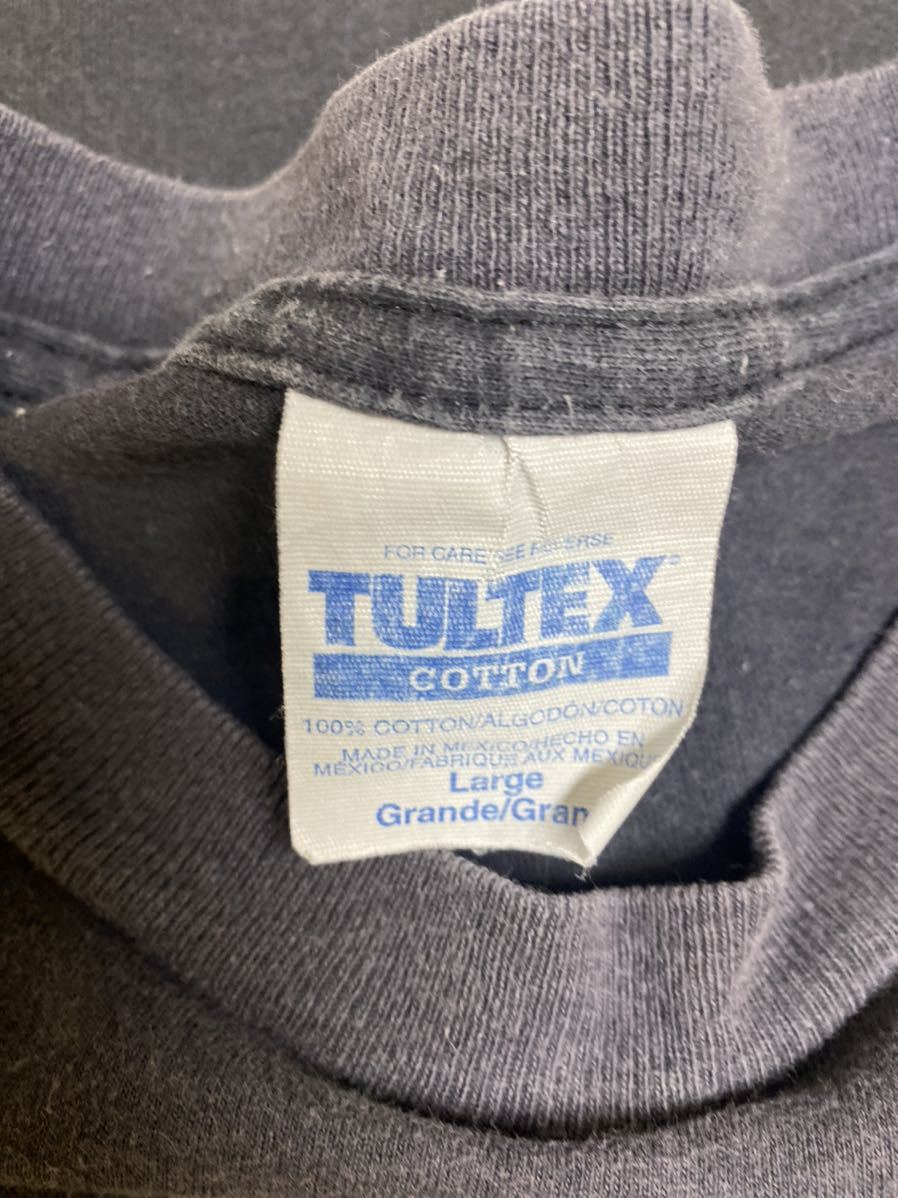 FOR CARE SEE REVERSE
TULTEX
COTTON
100% COTTON/ALGODÓN/COTON
MADE IN MEXICO/HECHO EN
MÉXICO/FABRIQUE AUX MEXIQUE
Large
Grande/Gran